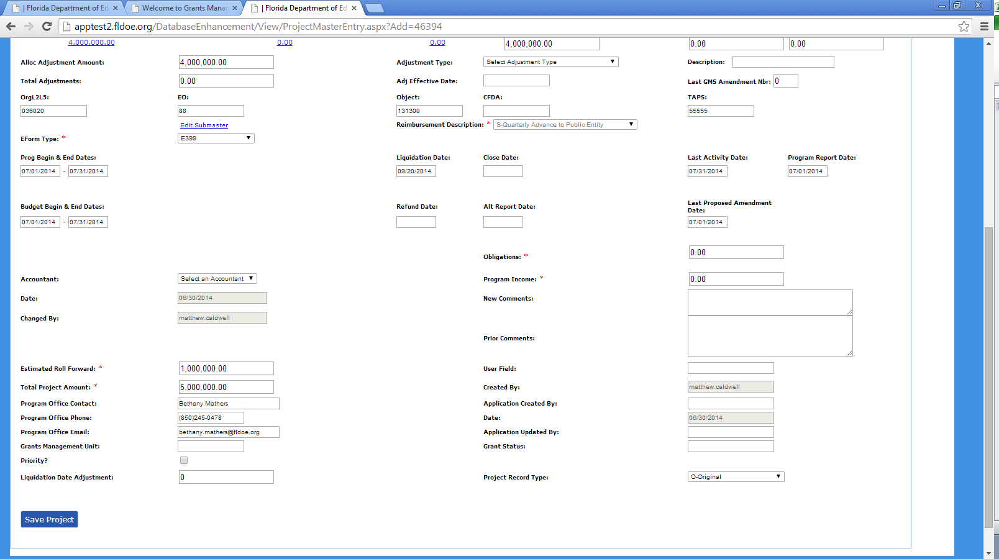 | Florida Department of Ed
Welcome to Grants Mana
| Florida Department of Ed
apptest2.fldoe.org/DatabaseEnhancement/View/ProjectMasterEntry.aspx?Add=46394
4,000,000.00 0.00 0.00 4,000,000.00 0.00 0.00
Alloc Adjustment Amount: 4,000,000.00 Adjustment Type: Select Adjustment Type Description:
Total Adjustments: 0.00 Adj Effective Date: Last GMS Amendment Nbr: 0
OrgL2L5: EO: Object: CFDA: TAPS:
036020 88 131300 55555
Edit Submaster Reimbursement Description: * S-Quarterly Advance to Public Entity
EForm Type: * E399
Prog Begin & End Dates: Liquidation Date: Close Date: Last Activity Date: Program Report Date:
07/01/2014 - 07/31/2014 09/20/2014 07/31/2014 07/01/2014
Budget Begin & End Dates: Refund Date: Alt Report Date: Last Proposed Amendment
Date:
07/01/2014 - 07/31/2014 07/01/2014
Obligations: * 0.00
Accountant: Select an Accountant Program Income: * 0.00
Date: 06/30/2014 New Comments:
Changed By: matthew.caldwell
Prior Comments:
Estimated Roll Forward: * 1,000,000.00 User Field:
Total Project Amount: * 5,000,000.00 Created By: matthew.caldwell
Program Office Contact: Bethany Mathers Application Created By:
Program Office Phone: (850)245-0478 Date: 06/30/2014
Program Office Email: bethany.mathers@fldoe.org Application Updated By:
Grants Management Unit: Grant Status:
Priority?
Liquidation Date Adjustment: 0 Project Record Type: O-Original
Save Project